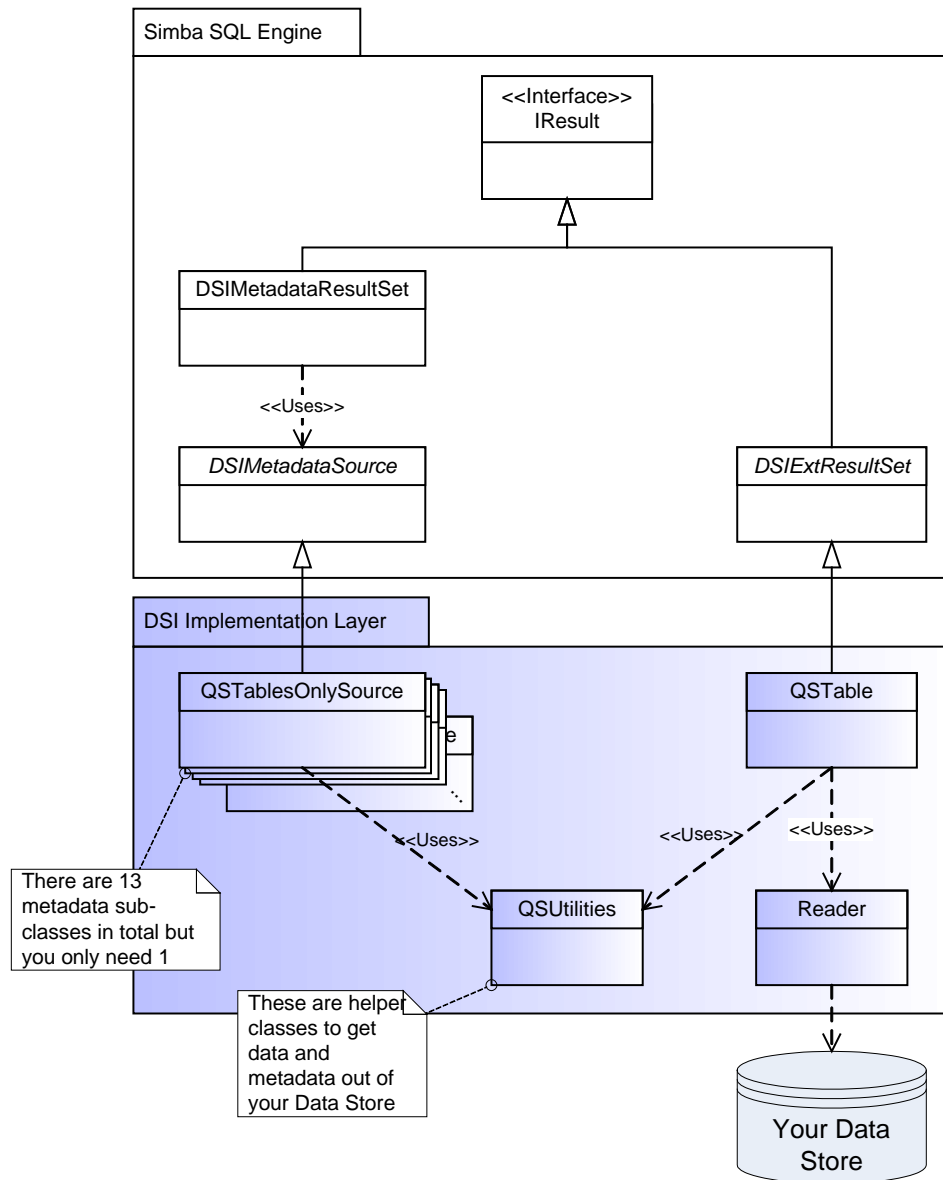 Simba SQL Engine
<<Interface>>
IResult
DSIMetadataResultSet
<<Uses>>
DSIMetadataSource
DSIExtResultSet
DSI Implementation Layer
QSTablesOnlySource
e
...
QSTable
<<Uses>>
<<Uses>>
<<Uses>>
There are 13
metadata sub-
classes in total but
you only need 1
QSUtilities
Reader
These are helper
classes to get
data and
metadata out of
your Data Store
Your Data
Store